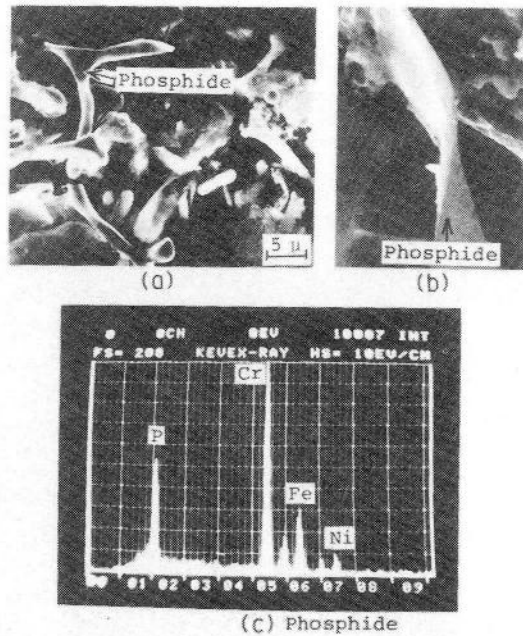 Phosphide
5 μ
(a)
Phosphide
(b)
0 0CH 0EV 10007 INT
FS= 200 KEVEX-RAY HS= 10EV/CH
Cr
P
Fe
Ni
01 02 03 04 05 06 07 08 09
(c) Phosphide